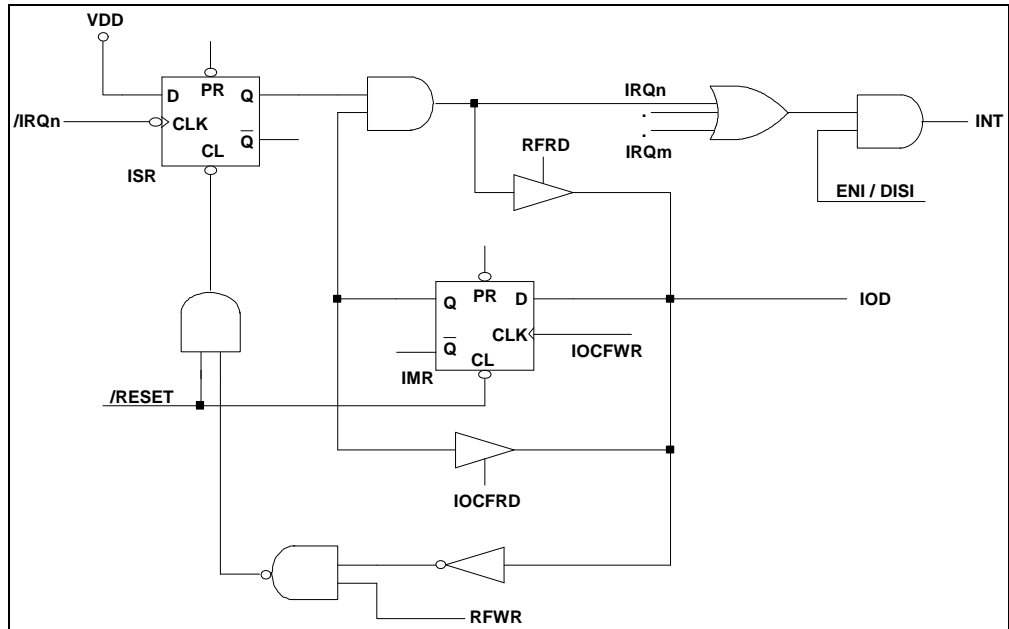 VDD
PR
D
Q
IRQn
/IRQn
CLK
INT
Q
IRQm
CL
RFRD
ISR
ENI / DISI
PR
Q
D
IOD
CLK
Q
IOCFWR
CL
IMR
/RESET
IOCFRD
RFWR